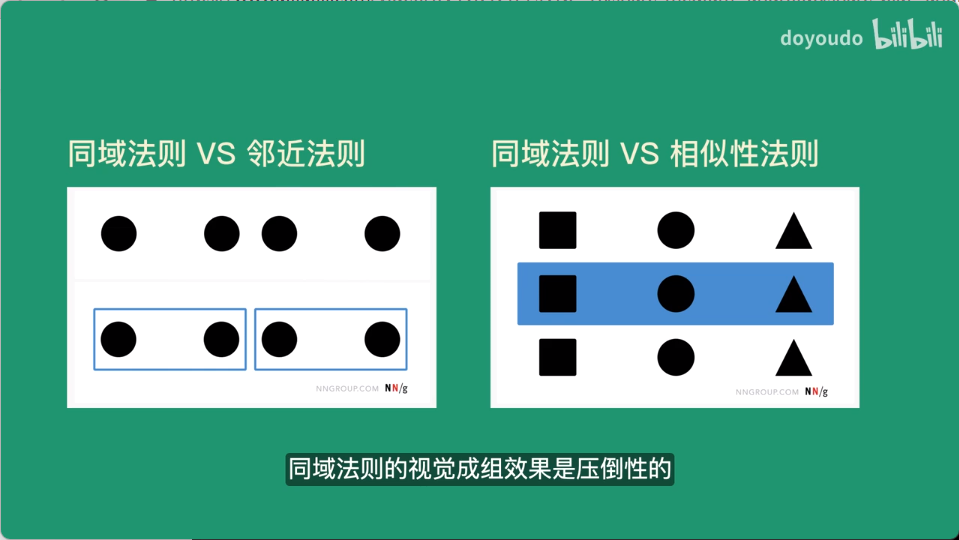 doyoudo bilibili
同域法则 VS 邻近法则
同域法则 VS 相似性法则
NNGROUP.COM NN/g
NNGROUP.COM NN/g
同域法则的视觉成组效果是压倒性的